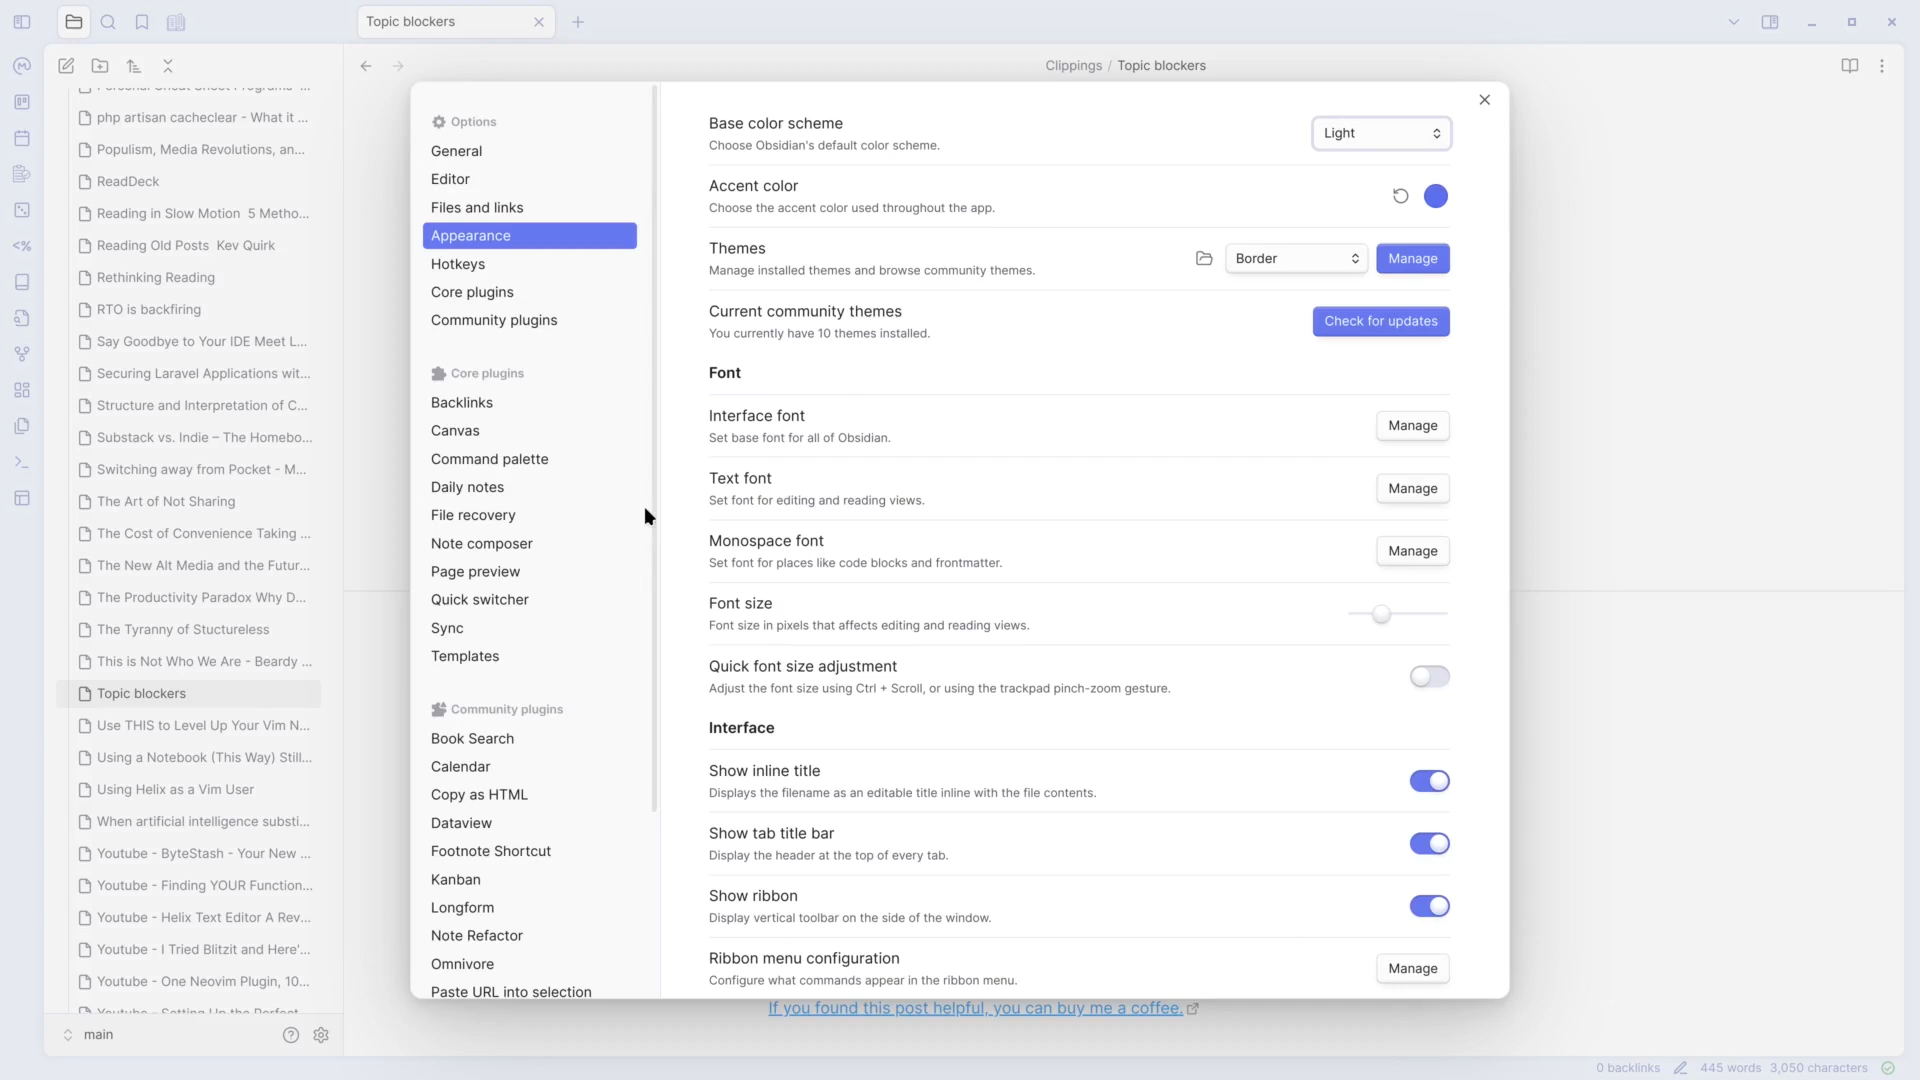 Topic blockers
Clippings / Topic blockers
php artisan cacheclear - What it ...
Populism, Media Revolutions, an...
ReadDeck
Reading in Slow Motion 5 Metho...
<%
Reading Old Posts Kev Quirk
Rethinking Reading
RTO is backfiring
Say Goodbye to Your IDE Meet L...
Securing Laravel Applications wit...
Structure and Interpretation of C...
Substack vs. Indie – The Homebo...
Switching away from Pocket - M...
The Art of Not Sharing
The Cost of Convenience Taking ...
The New Alt Media and the Futur...
The Productivity Paradox Why D...
The Tyranny of Stuctureless
This is Not Who We Are - Beardy ...
Topic blockers
Use THIS to Level Up Your Vim N...
Using a Notebook (This Way) Still...
Using Helix as a Vim User
When artificial intelligence substi...
Youtube - ByteStash - Your New ...
Youtube - Finding YOUR Function...
Youtube - Helix Text Editor A Rev...
Youtube - I Tried Blitzit and Here'...
Youtube - One Neovim Plugin, 10...
main
Options
General
Editor
Files and links
Appearance
Hotkeys
Core plugins
Community plugins
Core plugins
Backlinks
Canvas
Command palette
Daily notes
File recovery
Note composer
Page preview
Quick switcher
Sync
Templates
Community plugins
Book Search
Calendar
Copy as HTML
Dataview
Footnote Shortcut
Kanban
Longform
Note Refactor
Omnivore
Paste URL into selection
Base color scheme
Choose Obsidian's default color scheme.
Light
Accent color
Choose the accent color used throughout the app.
Themes
Manage installed themes and browse community themes.
Border
Manage
Current community themes
You currently have 10 themes installed.
Check for updates
Font
Interface font
Set base font for all of Obsidian.
Manage
Text font
Set font for editing and reading views.
Manage
Monospace font
Set font for places like code blocks and frontmatter.
Manage
Font size
Font size in pixels that affects editing and reading views.
Quick font size adjustment
Adjust the font size using Ctrl + Scroll, or using the trackpad pinch-zoom gesture.
Interface
Show inline title
Displays the filename as an editable title inline with the file contents.
Show tab title bar
Display the header at the top of every tab.
Show ribbon
Display vertical toolbar on the side of the window.
Ribbon menu configuration
Configure what commands appear in the ribbon menu.
Manage
If you found this post helpful, you can buy me a coffee.
0 backlinks
445 words 3,050 characters